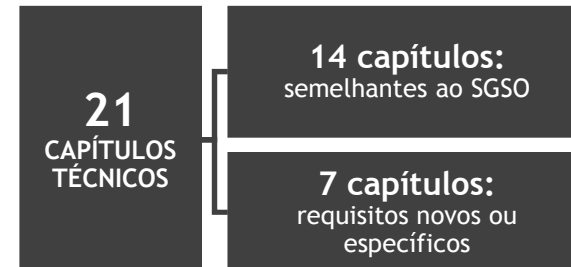 21
CAPÍTULOS
TÉCNICOS
14 capítulos:
semelhantes ao SGSO
7 capítulos:
requisitos novos ou
específicos